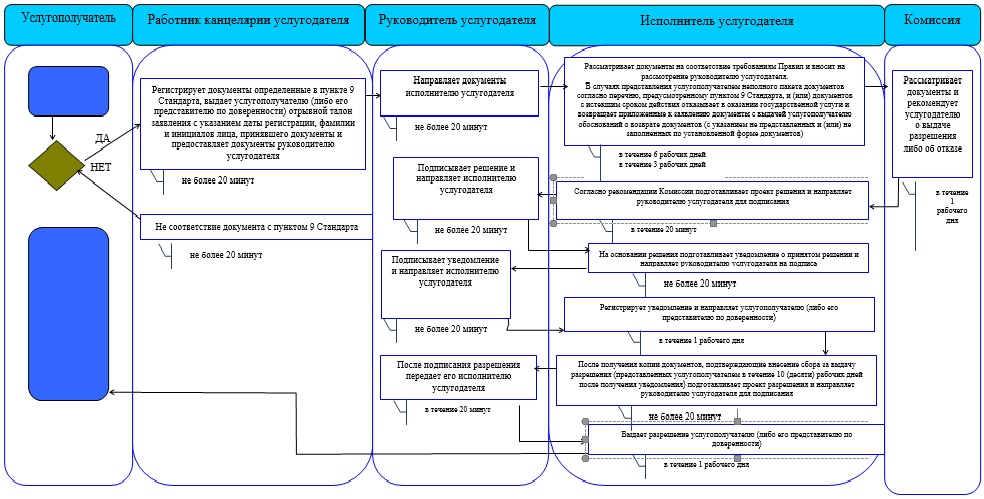 Услугополучатель
Работник канцелярии услугодателя
Руководитель услугодателя
Исполнитель услугодателя
Комиссия
ДА
НЕТ
Регистрирует документы определенные в пункте 9
Стандарта, выдает услугополучателю (либо его
представителю по доверенности) отрывной талон
заявления с указанием даты регистрации, фамилии
и инициалов лица, принявшего документы и
предоставляет документы руководителю
услугодателя
не более 20 минут
Не соответствие документа с пунктом 9 Стандарта
не более 20 минут
Направляет документы
исполнителю услугодателя
не более 20 минут
Подписывает решение и
направляет исполнителю
услугодателя
не более 20 минут
Подписывает уведомление
и направляет исполнителю
услугодателя
не более 20 минут
После подписания разрешения
передает его исполнителю
услугодателя
в течение 20 минут
Рассматривает документы на соответствие требованиям Правил и вносит на
рассмотрение руководителю услугодателя.
В случаях представления услугополучателем неполного пакета документов
согласно перечню, предусмотренному пунктом 9 Стандарта, и (или) документов
с истекшим сроком действия отказывает в оказании государственной услуги и
возвращает приложенные к заявлению документы с выдачей услугополучателю
обоснований о возврате документов (с указанием не представленных и (или) не
заполненных по установленной форме документов)
в течение 6 рабочих дней
в течение 5 рабочих дней
Согласно рекомендации Комиссии подготавливает проект решения и направляет
руководителю услугодателя для подписания
в течение 20 минут
На основании решения подготавливает уведомление о принятом решении и
направляет руководителю услугодателя на подпись
не более 20 минут
Регистрирует уведомление и направляет услугополучателю (либо его
представителю по доверенности)
в течение 1 рабочего дня
После получения копии документов, подтверждающие внесение сбора за выдачу
разрешения (представленных услугополучателем в течение 10 (десяти) рабочих дней
после получения уведомления) подготавливает проект разрешения и направляет
руководителю услугодателя для подписания
не более 20 минут
Выдает разрешение услугополучателю (либо его представителю по
доверенности)
в течение 1 рабочего дня
Рассматривает
документы и
рекомендует
услугодателю
о выдаче
разрешения
либо об отказе
в течение
1
рабочего
дня